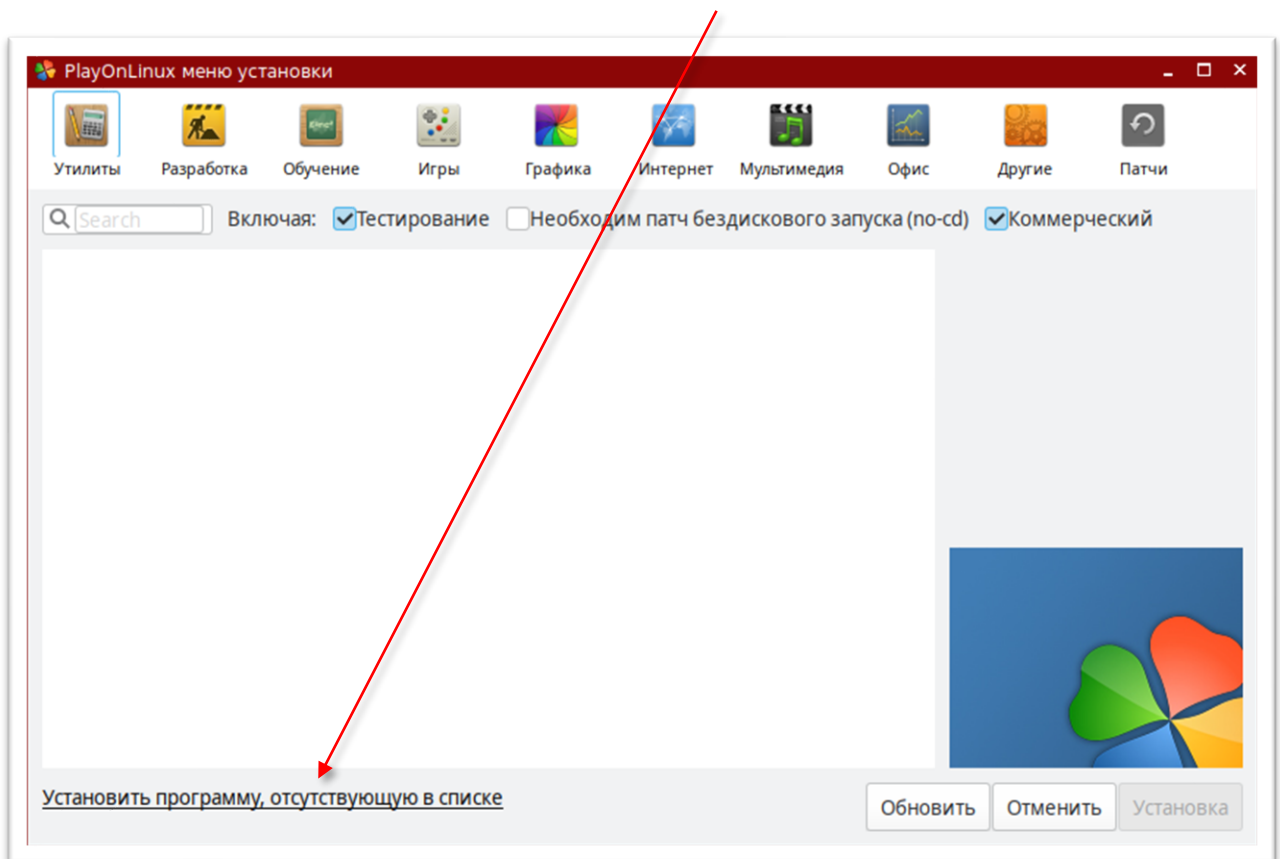 PlayOnLinux меню установки
Утилиты Разработка Обучение Игры Графика Интернет Мультимедия Офис Другие Патчи
Search Включая: Тестирование Необходим патч бездискового запуска (no-cd) Коммерческий
Установить программу, отсутствующую в списке
Обновить Отменить Установка